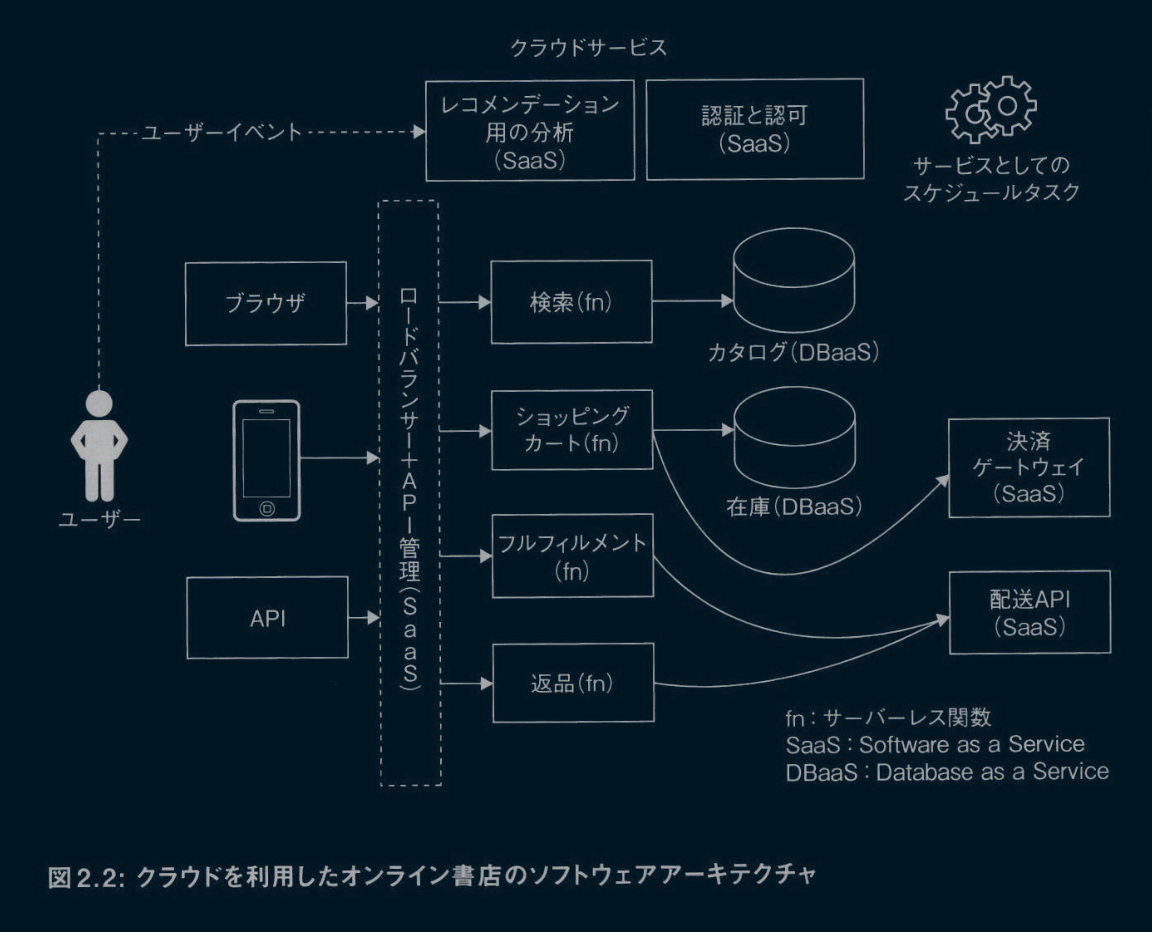 クラウドサービス
レコメンデーション
用の分析
(SaaS)
認証と認可
(SaaS)
サービスとしての
スケジュールタスク
ユーザーイベント
ブラウザ
ロードバランサー+API管理(SaaS)
検索(fn)
カタログ(DBaaS)
ショッピング
カート(fn)
在庫(DBaaS)
決済
ゲートウェイ
(SaaS)
ユーザー
フルフィルメント
(fn)
API
配送API
(SaaS)
返品(fn)
fn：サーバーレス関数
SaaS：Software as a Service
DBaaS：Database as a Service
図2.2: クラウドを利用したオンライン書店のソフトウェアアーキテクチャ